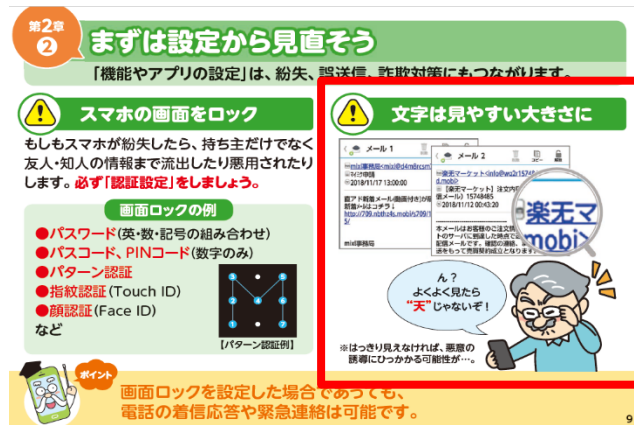 第2章
❷
まずは設定から見直そう
「機能やアプリの設定」は、紛失、誤送信、詐欺対策にもつながります。
スマホの画面をロック
もしもスマホが紛失したら、持ち主だけでなく
友人・知人の情報まで流出したり悪用されたり
します。必ず「認証設定」をしましょう。
画面ロックの例
●パスワード(英・数・記号の組み合わせ)
●パスコード、PINコード(数字のみ)
●パターン認証
●指紋認証(Touch ID)
●顔認証(Face ID)
など
【パターン認証例】
文字は見やすい大きさに
メール 1
2018/11/17 13:00:00
mixi事務局
メール 2
コピー
2018/11/12 00:43:20
楽无マ
mobi>
ん?
よくよく見たら
“天”じゃないぞ!
※はっきり見えなければ、悪意の
誘導にひっかかる可能性が…。
ポイント
画面ロックを設定した場合であっても、
電話の着信応答や緊急連絡は可能です。
9